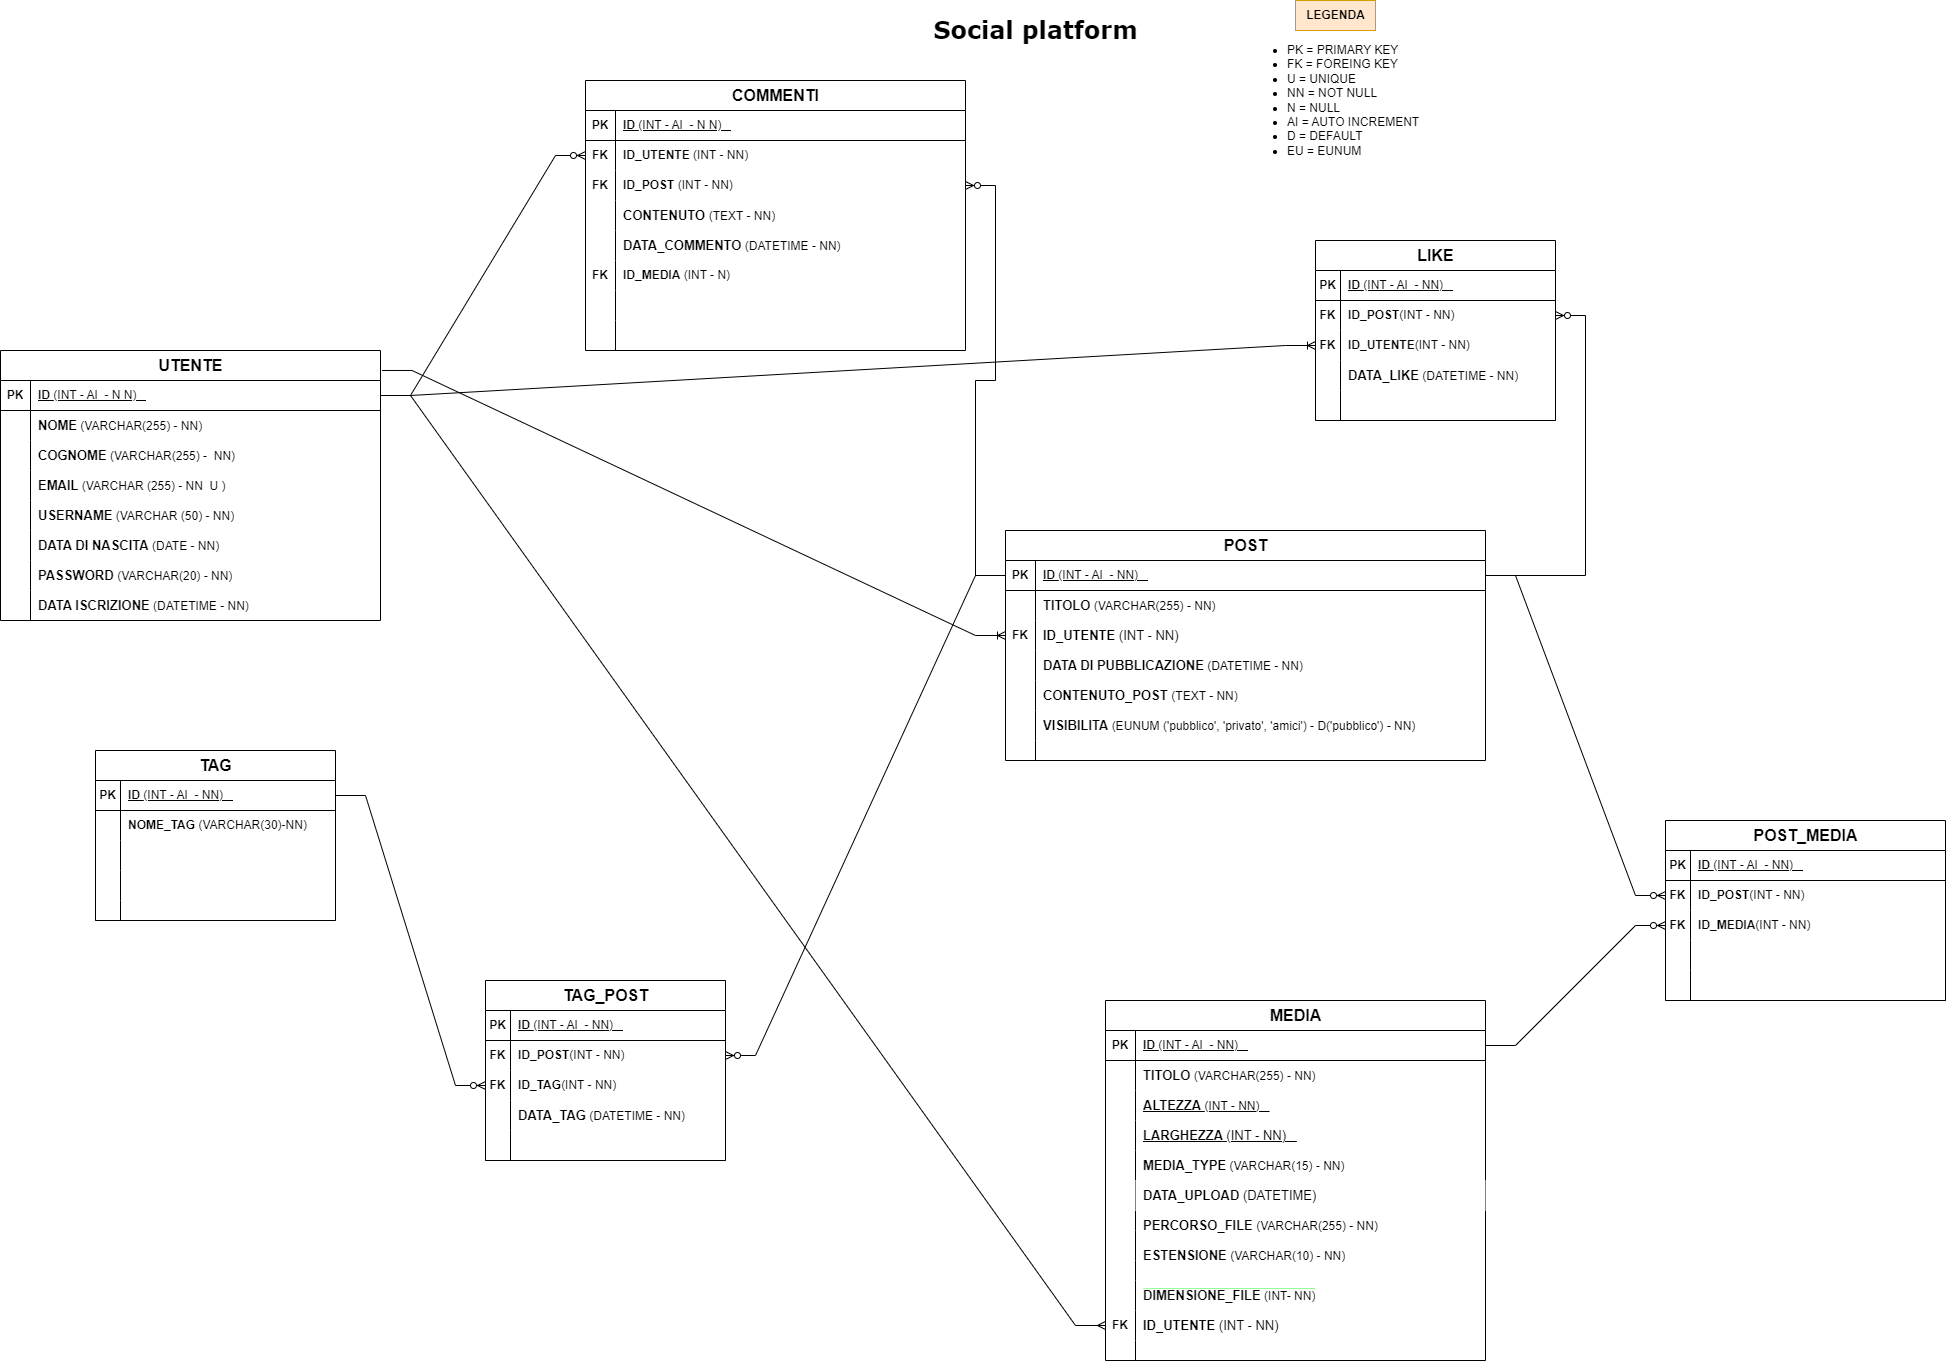 Social platform
LEGENDA
PK = PRIMARY KEY
FK = FOREING KEY
U = UNIQUE
NN = NOT NULL
N = NULL
AI = AUTO INCREMENT
D = DEFAULT
EU = EUNUM
COMMENTI
PK ID (INT - AI - N N)
FK ID_UTENTE (INT - NN)
FK ID_POST (INT - NN)
CONTENUTO (TEXT - NN)
DATA_COMMENTO (DATETIME - NN)
FK ID_MEDIA (INT - N)
LIKE
PK ID (INT - AI - NN)
FK ID_POST(INT - NN)
FK ID_UTENTE(INT - NN)
DATA_LIKE (DATETIME - NN)
UTENTE
PK ID (INT - AI - N N)
NOME (VARCHAR(255) - NN)
COGNOME (VARCHAR(255) - NN)
EMAIL (VARCHAR (255) - NN U )
USERNAME (VARCHAR (50) - NN)
DATA DI NASCITA (DATE - NN)
PASSWORD (VARCHAR(20) - NN)
DATA ISCRIZIONE (DATETIME - NN)
POST
PK ID (INT - AI - NN)
TITOLO (VARCHAR(255) - NN)
FK ID_UTENTE (INT - NN)
DATA DI PUBBLICAZIONE (DATETIME - NN)
CONTENUTO_POST (TEXT - NN)
VISIBILITA (EUNUM ('pubblico', 'privato', 'amici') - D('pubblico') - NN)
TAG
PK ID (INT - AI - NN)
NOME_TAG (VARCHAR(30)-NN)
POST_MEDIA
PK ID (INT - AI - NN)
FK ID_POST(INT - NN)
FK ID_MEDIA(INT - NN)
TAG_POST
PK ID (INT - AI - NN)
FK ID_POST(INT - NN)
FK ID_TAG(INT - NN)
DATA_TAG (DATETIME - NN)
MEDIA
PK ID (INT - AI - NN)
TITOLO (VARCHAR(255) - NN)
ALTEZZA (INT - NN)
LARGHEZZA (INT - NN)
MEDIA_TYPE (VARCHAR(15) - NN)
DATA_UPLOAD (DATETIME)
PERCORSO_FILE (VARCHAR(255) - NN)
ESTENSIONE (VARCHAR(10) - NN)
DIMENSIONE_FILE (INT- NN)
FK ID_UTENTE (INT - NN)